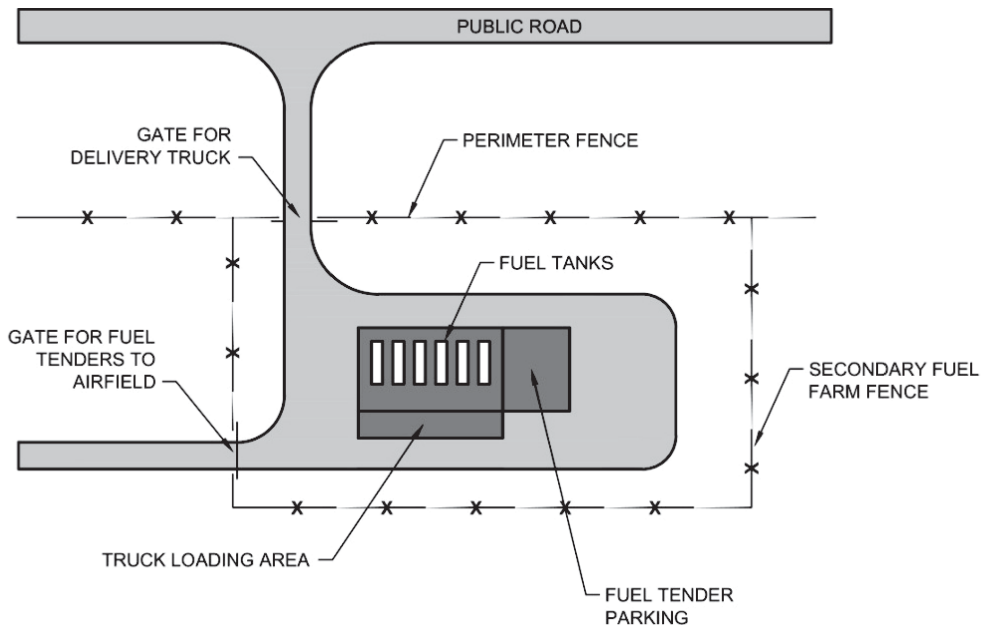 PUBLIC ROAD
GATE FOR
DELIVERY TRUCK
PERIMETER FENCE
FUEL TANKS
GATE FOR FUEL
TENDERS TO
AIRFIELD
SECONDARY FUEL
FARM FENCE
TRUCK LOADING AREA
FUEL TENDER
PARKING